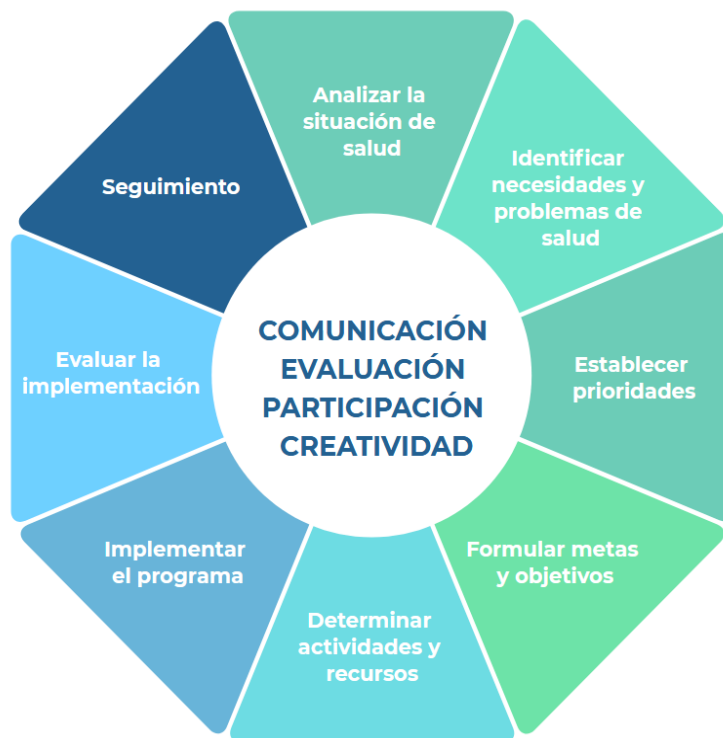 Analizar la
situación de
salud
Identificar
necesidades y
problemas de
salud
Establecer
prioridades
Formular metas
y objetivos
Determinar
actividades y
recursos
Implementar
el programa
Evaluar la
implementación
Seguimiento
COMUNICACIÓN
EVALUACIÓN
PARTICIPACIÓN
CREATIVIDAD